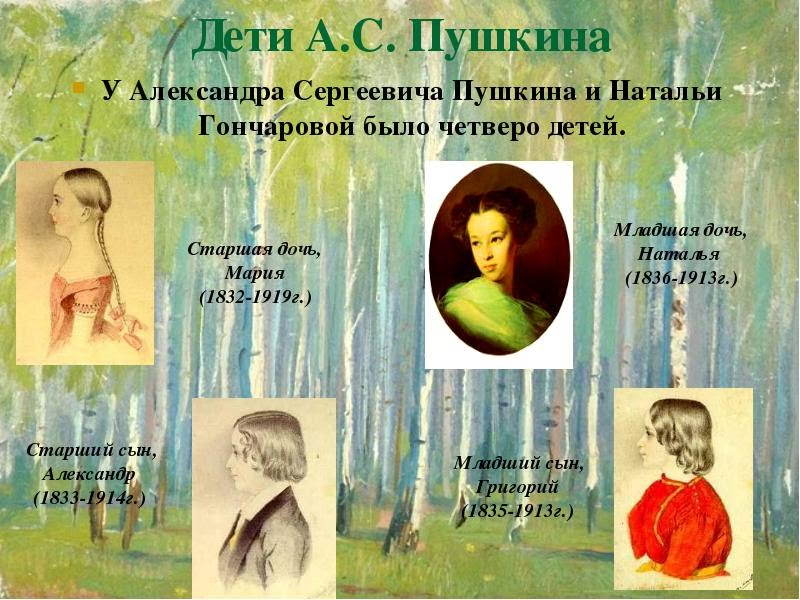 Дети А.С. Пушкина
У Александра Сергеевича Пушкина и Натальи
Гончаровой было четверо детей.
Старшая дочь,
Мария
(1832-1919г.)
Младшая дочь,
Наталья
(1836-1913г.)
Старший сын,
Александр
(1833-1914г.)
Младший сын,
Григорий
(1835-1913г.)